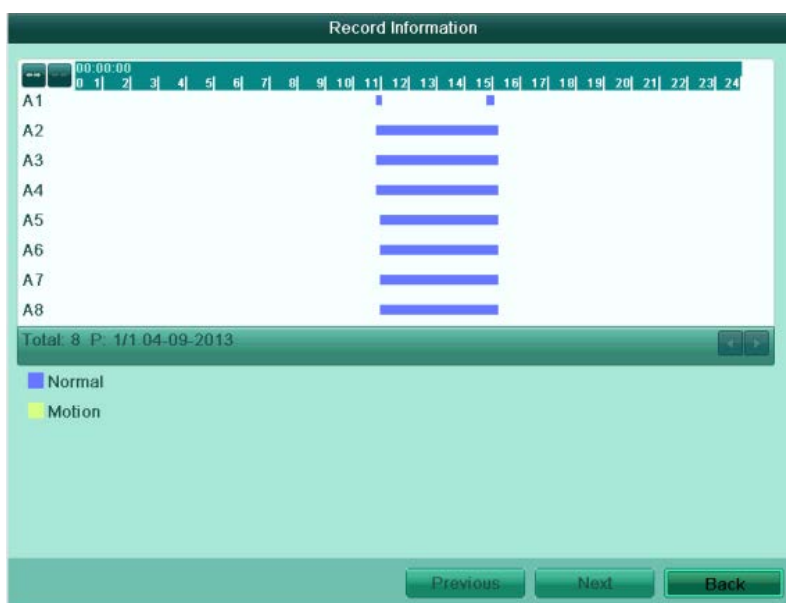 Record Information
00:00:00
0 1 2 3 4 5 6 7 8 9 10 11 12 13 14 15 16 17 18 19 20 21 22 23 24
A1
A2
A3
A4
A5
A6
A7
A8
Total: 8 P: 1/1 04-09-2013
Normal
Motion
Previous Next Back